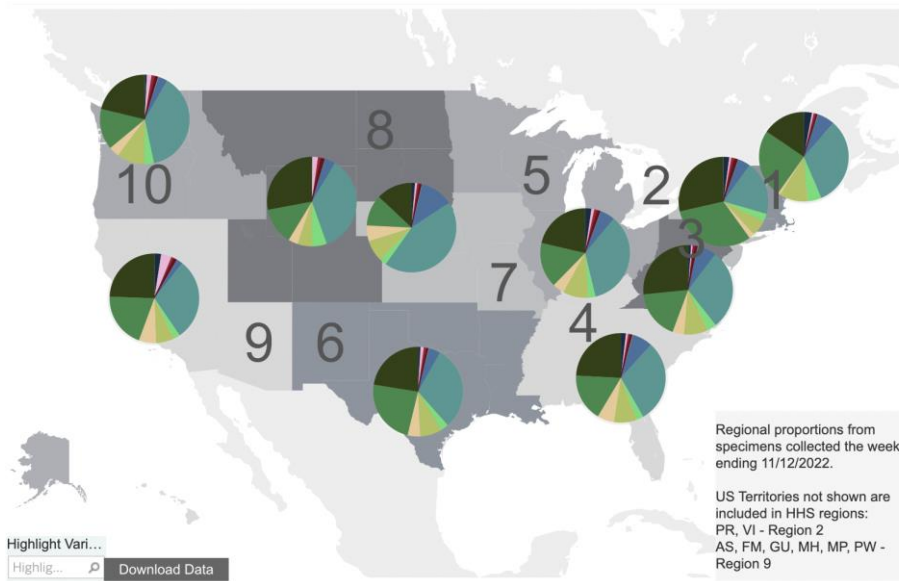 8
5
2
1
10
3
7
4
9
6
Regional proportions from
specimens collected the week
ending 11/12/2022.
US Territories not shown are
included in HHS regions:
PR, VI - Region 2
AS, FM, GU, MH, MP, PW -
Region 9
Highlight Vari...
Highlig...
Download Data